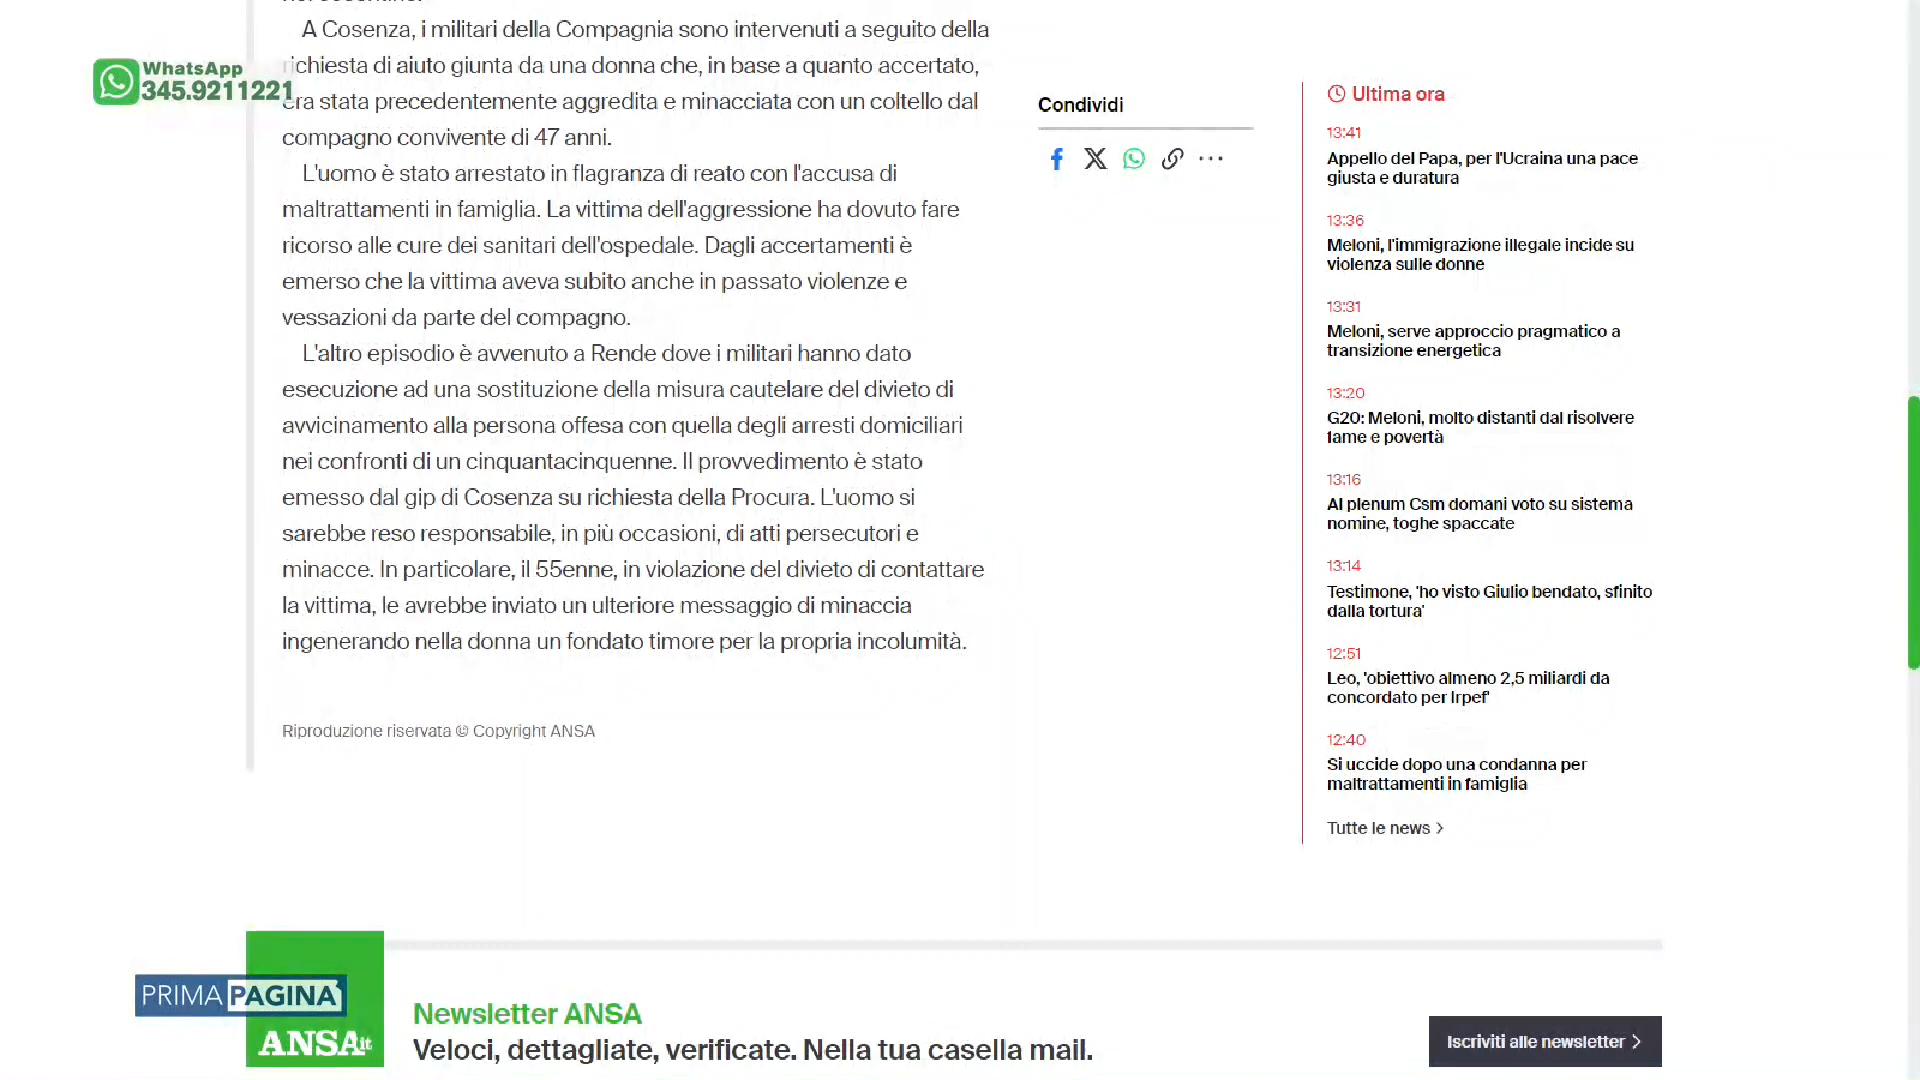 A Cosenza, i militari della Compagnia sono intervenuti a seguito della
richiesta di aiuto giunta da una donna che, in base a quanto accertato,
era stata precedentemente aggredita e minacciata con un coltello dal
compagno convivente di 47 anni.
L'uomo è stato arrestato in flagranza di reato con l'accusa di
maltrattamenti in famiglia. La vittima dell'aggressione ha dovuto fare
ricorso alle cure dei sanitari dell'ospedale. Dagli accertamenti è
emerso che la vittima aveva subito anche in passato violenze e
vessazioni da parte del compagno.
L'altro episodio è avvenuto a Rende dove i militari hanno dato
esecuzione ad una sostituzione della misura cautelare del divieto di
avvicinamento alla persona offesa con quella degli arresti domiciliari
nei confronti di un cinquantacinquenne. Il provvedimento è stato
emesso dal gip di Cosenza su richiesta della Procura. L'uomo si
sarebbe reso responsabile, in più occasioni, di atti persecutori e
minacce. In particolare, il 55enne, in violazione del divieto di contattare
la vittima, le avrebbe inviato un ulteriore messaggio di minaccia
ingenerando nella donna un fondato timore per la propria incolumità.
Riproduzione riservata © Copyright ANSA
WhatsApp
345.9211221
Condividi
Ultima ora
13:41
Appello del Papa, per l'Ucraina una pace
giusta e duratura
13:36
Meloni, l'immigrazione illegale incide su
violenza sulle donne
13:31
Meloni, serve approccio pragmatico a
transizione energetica
13:20
G20: Meloni, molto distanti dal risolvere
fame e povertà
13:16
Al plenum Csm domani voto su sistema
nomine, toghe spaccate
13:14
Testimone, 'ho visto Giulio bendato, sfinito
dalla tortura'
12:51
Leo, 'obiettivo almeno 2,5 miliardi da
concordato per Irpef'
12:40
Si uccide dopo una condanna per
maltrattamenti in famiglia
Tutte le news
PRIMA PAGINA
ANSA.it
Newsletter ANSA
Veloci, dettagliate, verificate. Nella tua casella mail.
Iscriviti alle newsletter